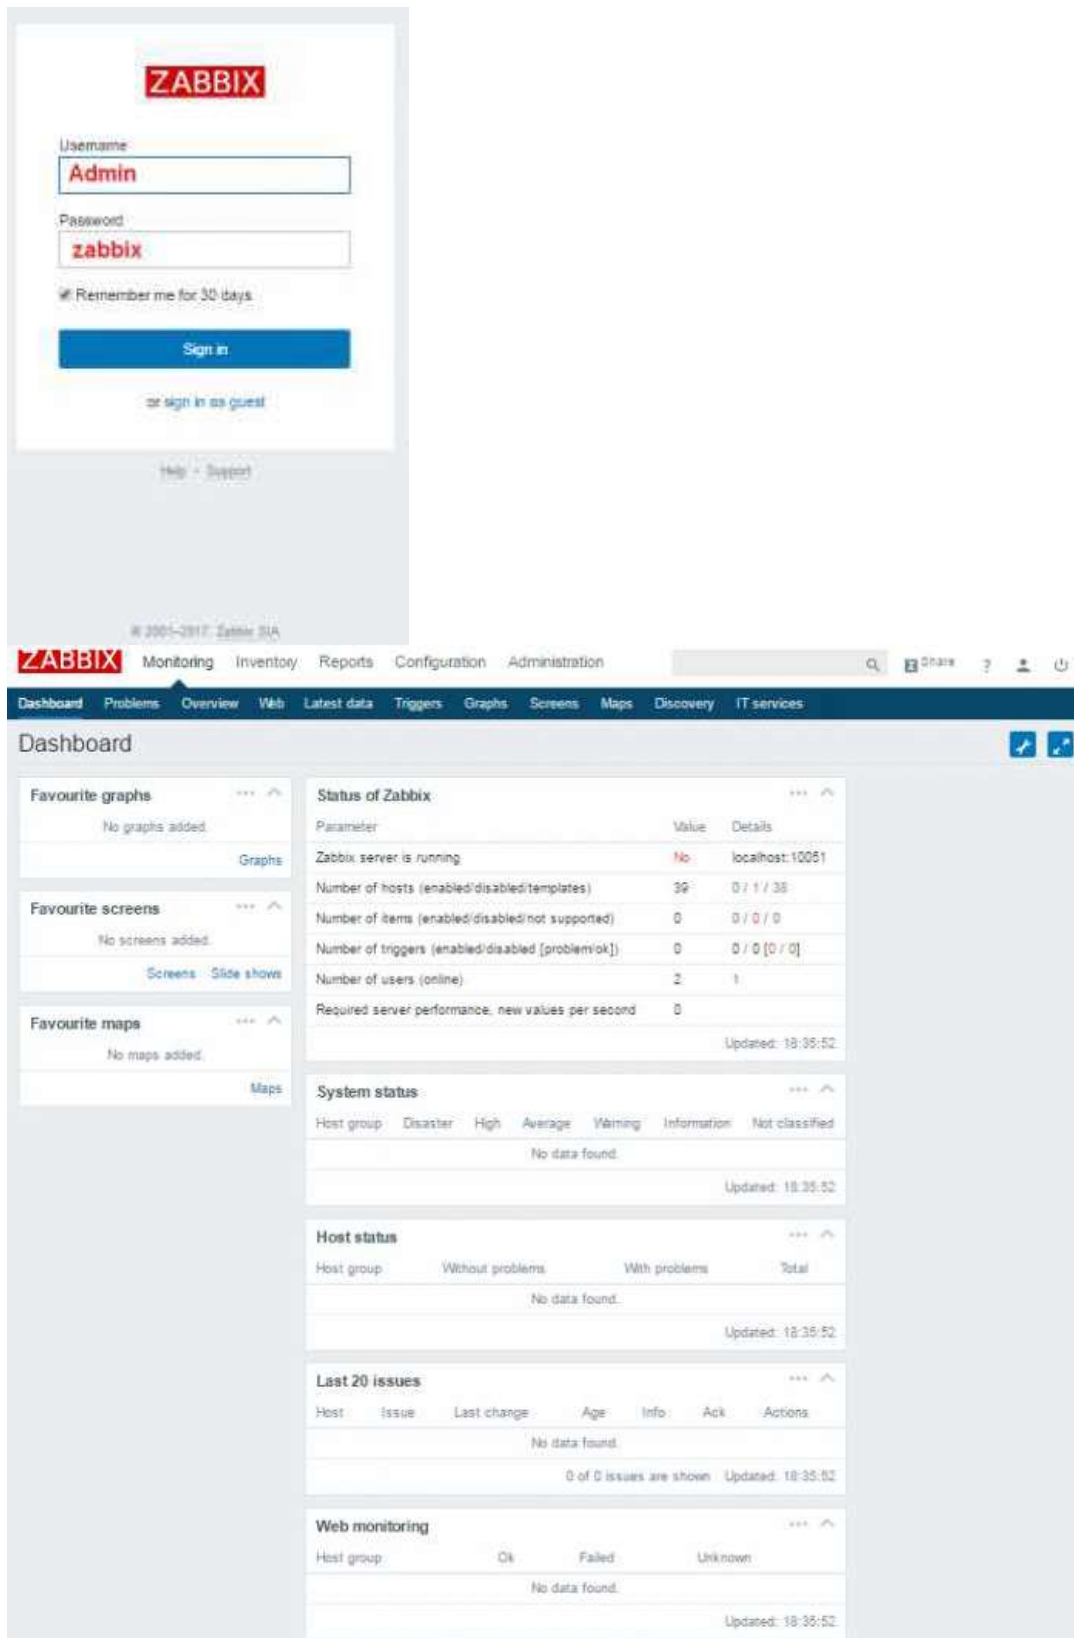 ZABBIX
Username
Admin
Password
zabbix
Remember me for 30 days
Sign in
or sign in as guest
Help • Support
© 2001–2017, Zabbix SIA
ZABBIX Monitoring Inventory Reports Configuration Administration Z Share ?
Dashboard Problems Overview Web Latest data Triggers Graphs Screens Maps Discovery IT services
Dashboard
Favourite graphs
No graphs added.
Graphs
Favourite screens
No screens added.
Screens Slide shows
Favourite maps
No maps added.
Maps
Status of Zabbix
Parameter Value Details
Zabbix server is running No localhost:10051
Number of hosts (enabled/disabled/templates) 39 0 / 1 / 38
Number of items (enabled/disabled/not supported) 0 0 / 0 / 0
Number of triggers (enabled/disabled [problem/ok]) 0 0 / 0 [0 / 0]
Number of users (online) 2 1
Required server performance, new values per second 0
Updated: 18:35:52
System status
Host group Disaster High Average Warning Information Not classified
No data found.
Updated: 18:35:52
Host status
Host group Without problems With problems Total
No data found.
Updated: 18:35:52
Last 20 issues
Host Issue Last change Age Info Ack Actions
No data found.
0 of 0 issues are shown Updated: 18:35:52
Web monitoring
Host group Ok Failed Unknown
No data found.
Updated: 18:35:52